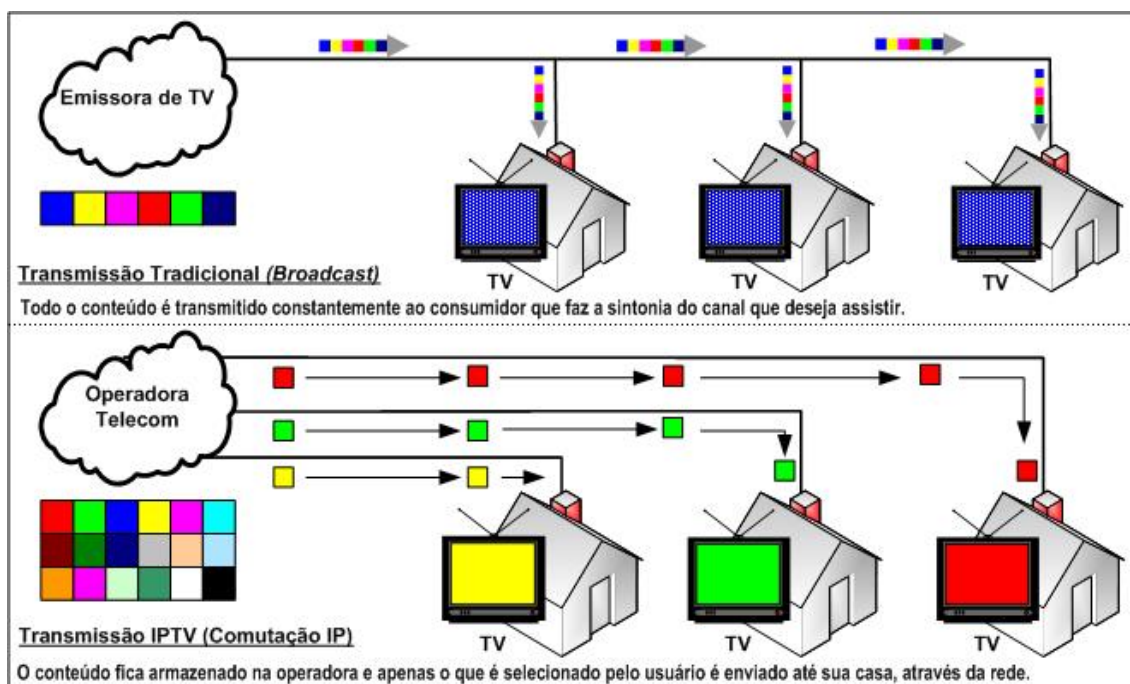 Emissora de TV
TV
TV
TV
Transmissão Tradicional (Broadcast)
Todo o conteúdo é transmitido constantemente ao consumidor que faz a sintonia do canal que deseja assistir.
Operadora
Telecom
TV
TV
TV
Transmissão IPTV (Comutação IP)
O conteúdo fica armazenado na operadora e apenas o que é selecionado pelo usuário é enviado até sua casa, através da rede.